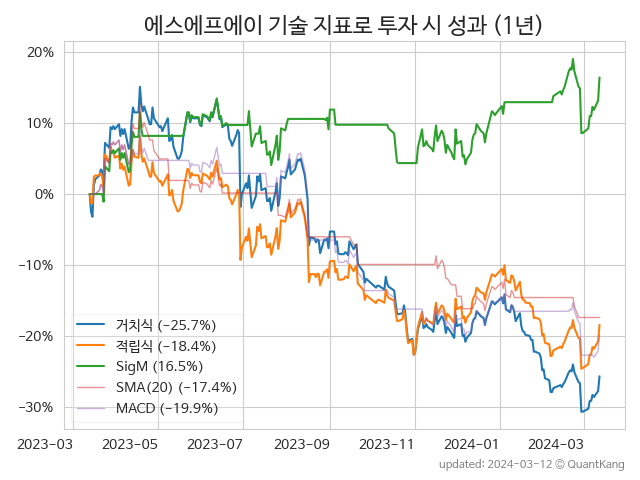 에스에프에이 기술 지표로 투자 시 성과 (1년)
20%
10%
0%
−10%
−20%
−30%
거치식 (−25.7%)
적립식 (−18.4%)
SigM (16.5%)
SMA(20) (−17.4%)
MACD (−19.9%)
2023-03
2023-05
2023-07
2023-09
2023-11
2024-01
2024-03
updated: 2024-03-12 © QuantKang